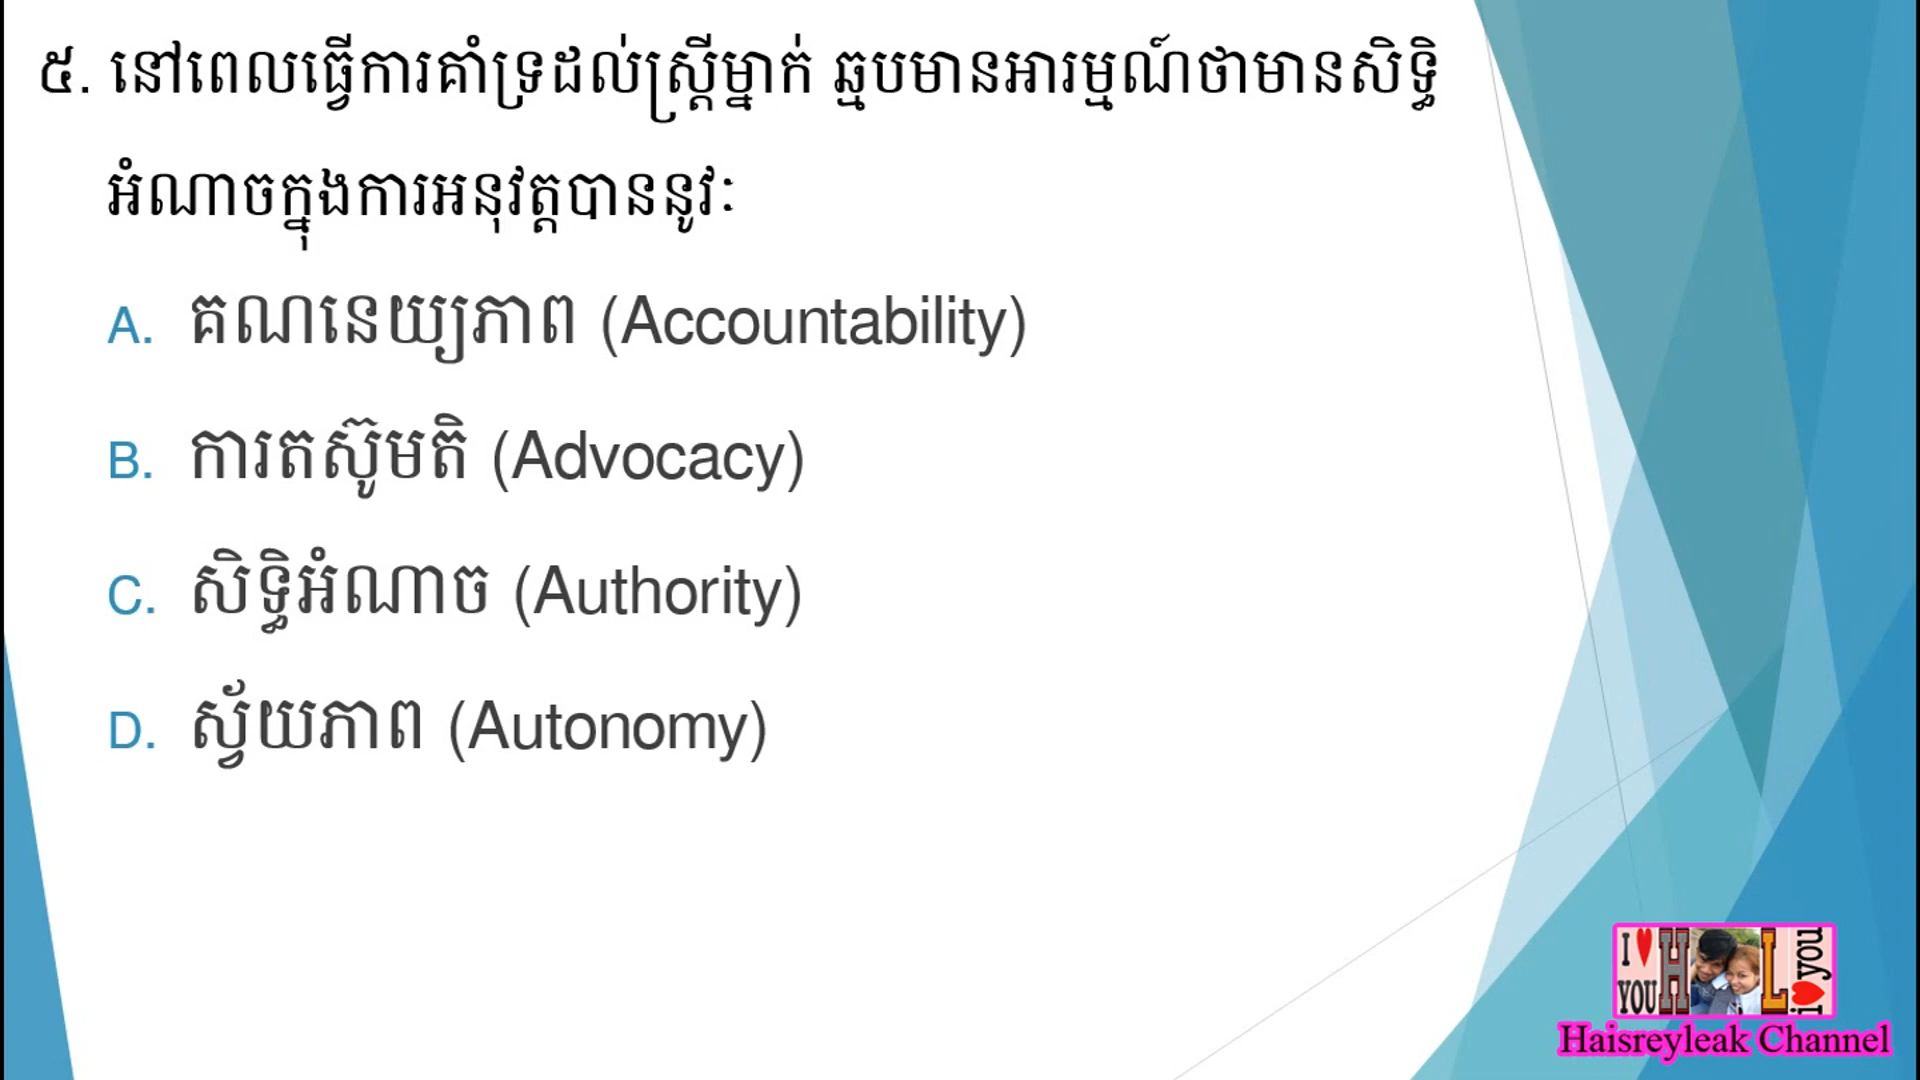 ៥. នៅពេលធ្វើការគាំទ្រដល់ស្ត្រីម្នាក់ ឆ្មបមានអារម្មណ៍ថាមានសិទ្ធិ
អំណាចក្នុងការអនុវត្តបាននូវៈ
A. គណនេយ្យភាព (Accountability)
B. ការតស៊ូមតិ (Advocacy)
C. សិទ្ធិអំណាច (Authority)
D. ស្វ័យភាព (Autonomy)
I ♥ YOU H L i ♥ you
Haisreyleak Channel